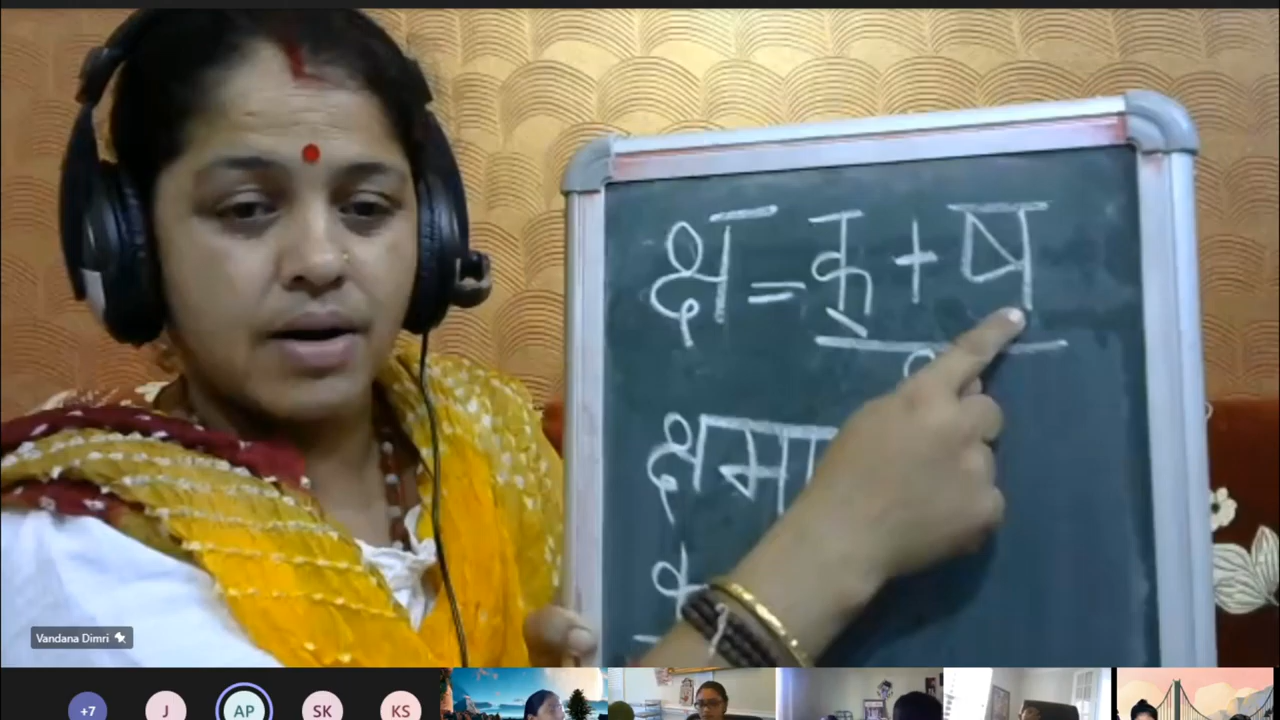 क्ष = क् + ष
क्षमा
Vandana Dimri
+7 J AP SK KS